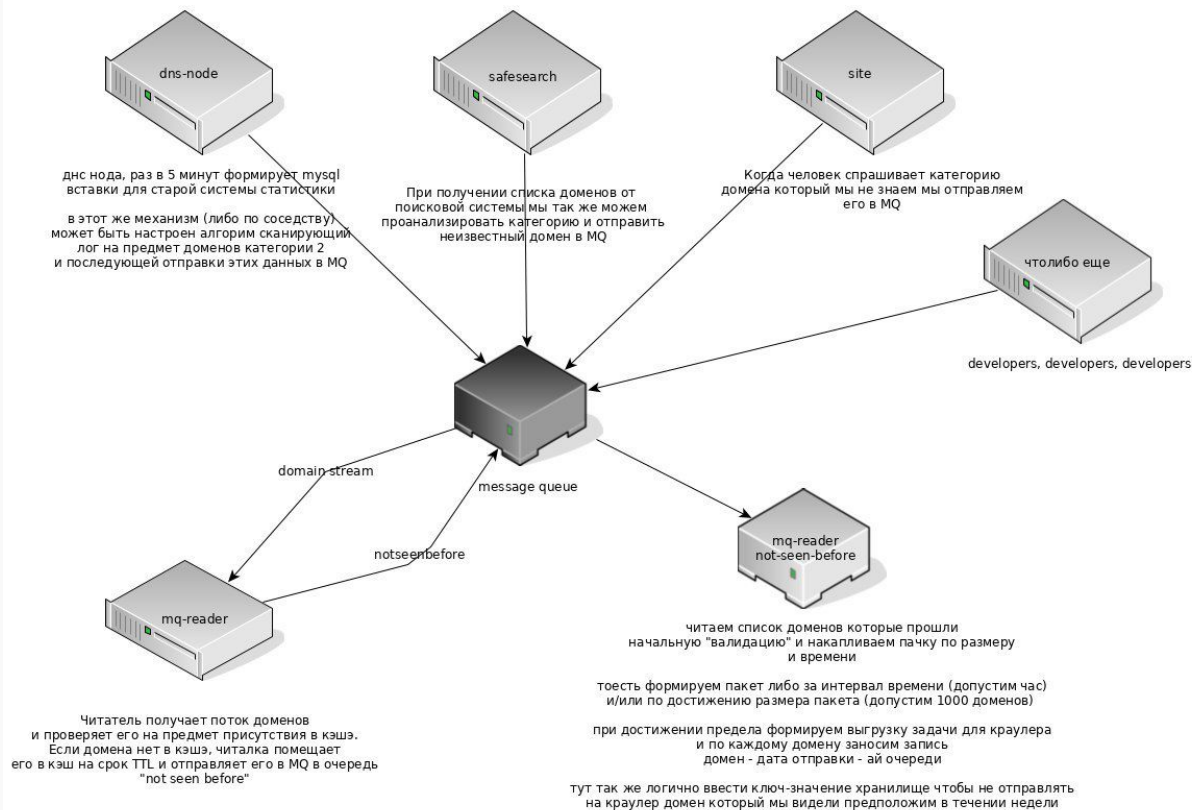 dns-node
safesearch
site
днс нода, раз в 5 минут формирует mysql
вставки для старой системы статистики
в этот же механизм (либо по соседству)
может быть настроен алгорим сканирующий
лог на предмет доменов категории 2
и последующей отправки этих данных в MQ
При получении списка доменов от
поисковой системы мы так же можем
проанализировать категорию и отправить
неизвестный домен в MQ
Когда человек спрашивает категорию
домена который мы не знаем мы отправляем
его в MQ
чтолибо еще
developers, developers, developers
domain stream
message queue
notseenbefore
mq-reader
not-seen-before
mq-reader
читаем список доменов которые прошли
начальную "валидацию" и накапливаем пачку по размеру
и времени
тоесть формируем пакет либо за интервал времени (допустим час)
и/или по достижению размера пакета (допустим 1000 доменов)
при достижении предела формируем выгрузку задачи для краулера
и по каждому домену заносим запись
домен - дата отправки - ай очереди
тут так же логично ввести ключ-значение хранилище чтобы не отправлять
на краулер домен который мы видели предположим в течении недели
Читатель получает поток доменов
и проверяет его на предмет присутствия в кэшэ.
Если домена нет в кэшэ, читалка помещает
его в кэш на срок TTL и отправляет его в MQ в очередь
"not seen before"